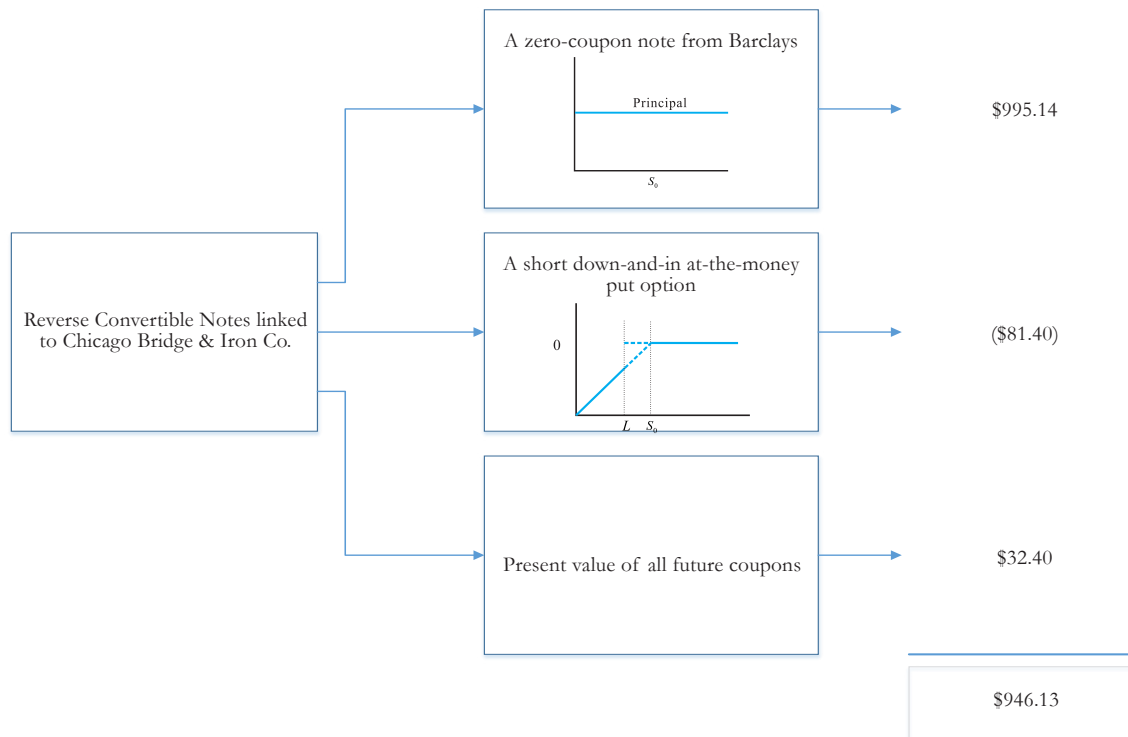 A zero-coupon note from Barclays
Principal
S₀
$995.14
Reverse Convertible Notes linked
to Chicago Bridge & Iron Co.
A short down-and-in at-the-money
put option
0
L S₀
($81.40)
Present value of all future coupons
$32.40
$946.13